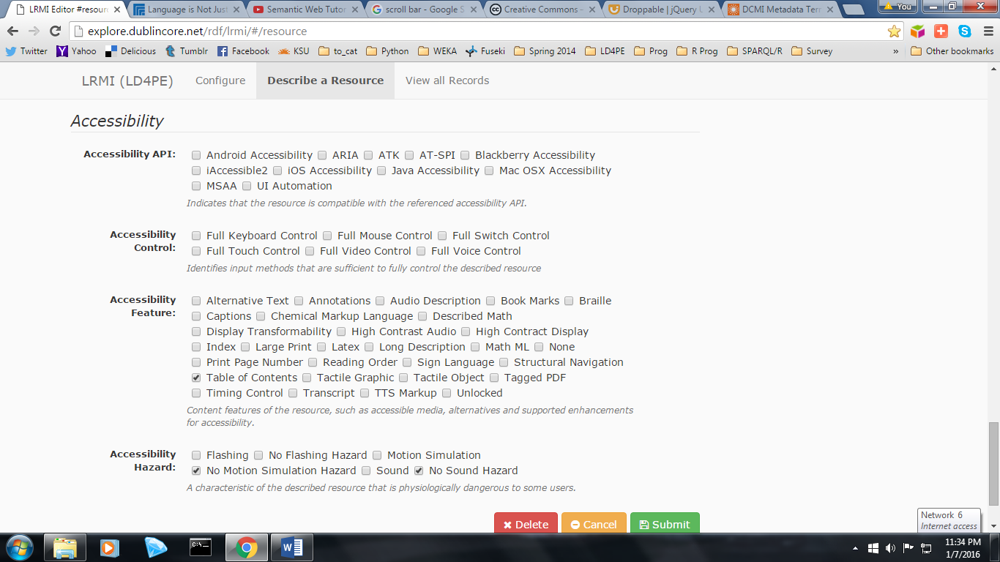 LRMI Editor #resour
Language is Not Just
Semantic Web Tutor
scroll bar - Google S
Creative Commons -
Droppable | jQuery U
DCMI Metadata Term
You
explore.dublincore.net/rdf/lrmi/#/resource
Twitter Yahoo Delicious Tumblr Facebook KSU to_cat Python WEKA Fuseki Spring 2014 LD4PE Prog R Prog SPARQL/R Survey » Other bookmarks
LRMI (LD4PE) Configure Describe a Resource View all Records
Accessibility
Accessibility API: Android Accessibility ARIA ATK AT-SPI Blackberry Accessibility
iAccessible2 iOS Accessibility Java Accessibility Mac OSX Accessibility
MSAA UI Automation
Indicates that the resource is compatible with the referenced accessibility API.
Accessibility Full Keyboard Control Full Mouse Control Full Switch Control
Control: Full Touch Control Full Video Control Full Voice Control
Identifies input methods that are sufficient to fully control the described resource
Accessibility Alternative Text Annotations Audio Description Book Marks Braille
Feature: Captions Chemical Markup Language Described Math
Display Transformability High Contrast Audio High Contract Display
Index Large Print Latex Long Description Math ML None
Print Page Number Reading Order Sign Language Structural Navigation
Table of Contents Tactile Graphic Tactile Object Tagged PDF
Timing Control Transcript TTS Markup Unlocked
Content features of the resource, such as accessible media, alternatives and supported enhancements
for accessibility.
Accessibility Flashing No Flashing Hazard Motion Simulation
Hazard: No Motion Simulation Hazard Sound No Sound Hazard
A characteristic of the described resource that is physiologically dangerous to some users.
Delete Cancel Submit
Network 6
Internet access
C:\.
11:34 PM
1/7/2016